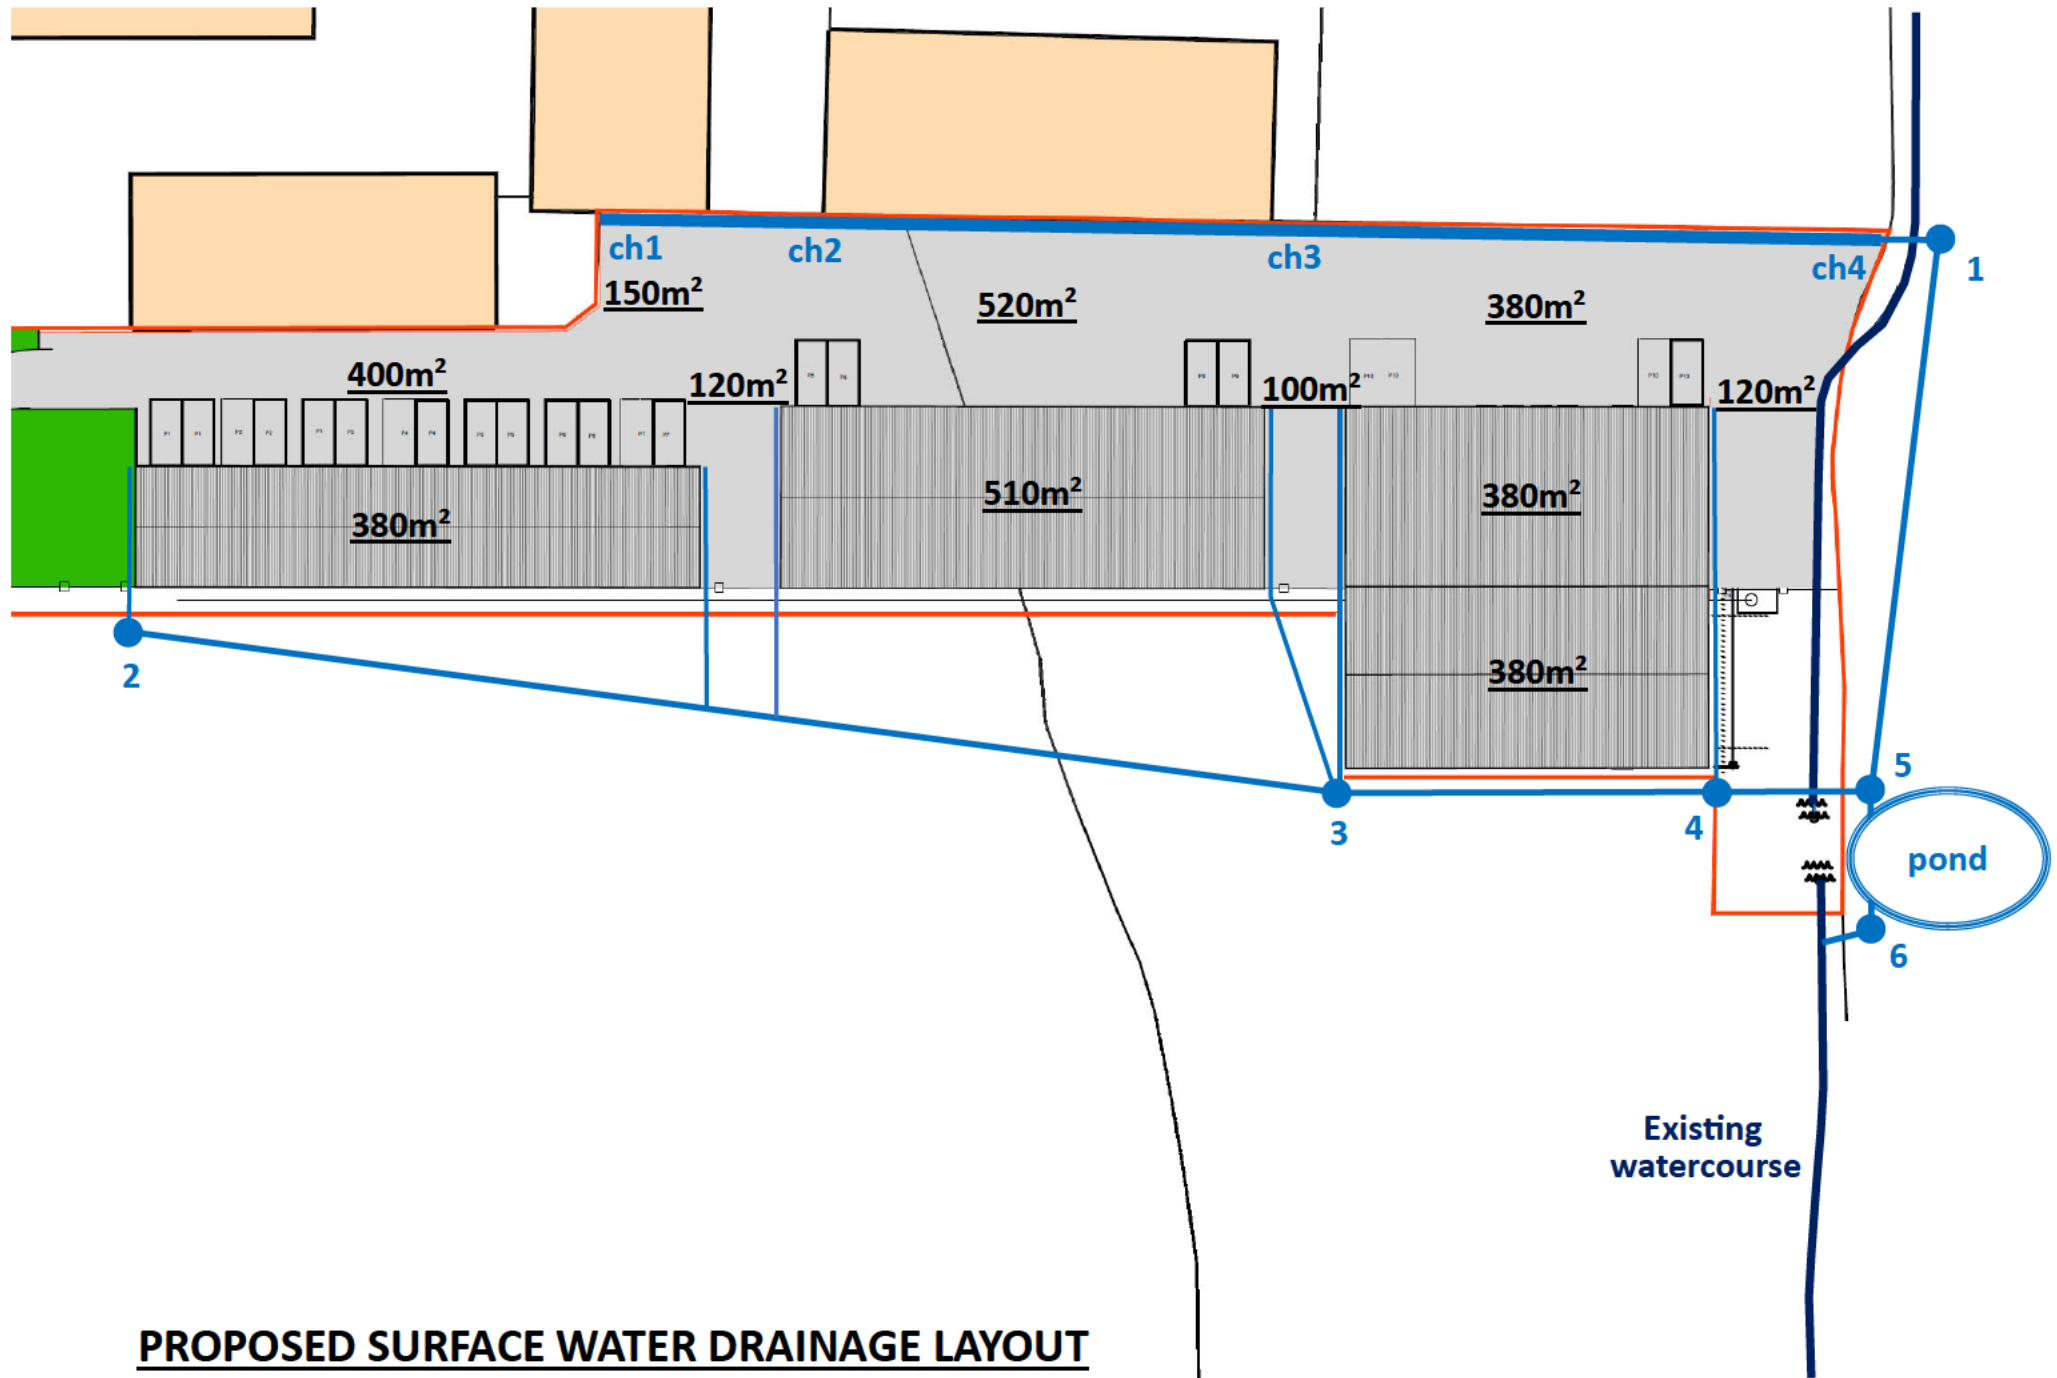 ch1
ch2
ch3
ch4
1
150m²
520m²
380m²
400m²
120m²
100m²
120m²
380m²
510m²
380m²
380m²
2
3
4
5
pond
6
Existing
watercourse
PROPOSED SURFACE WATER DRAINAGE LAYOUT